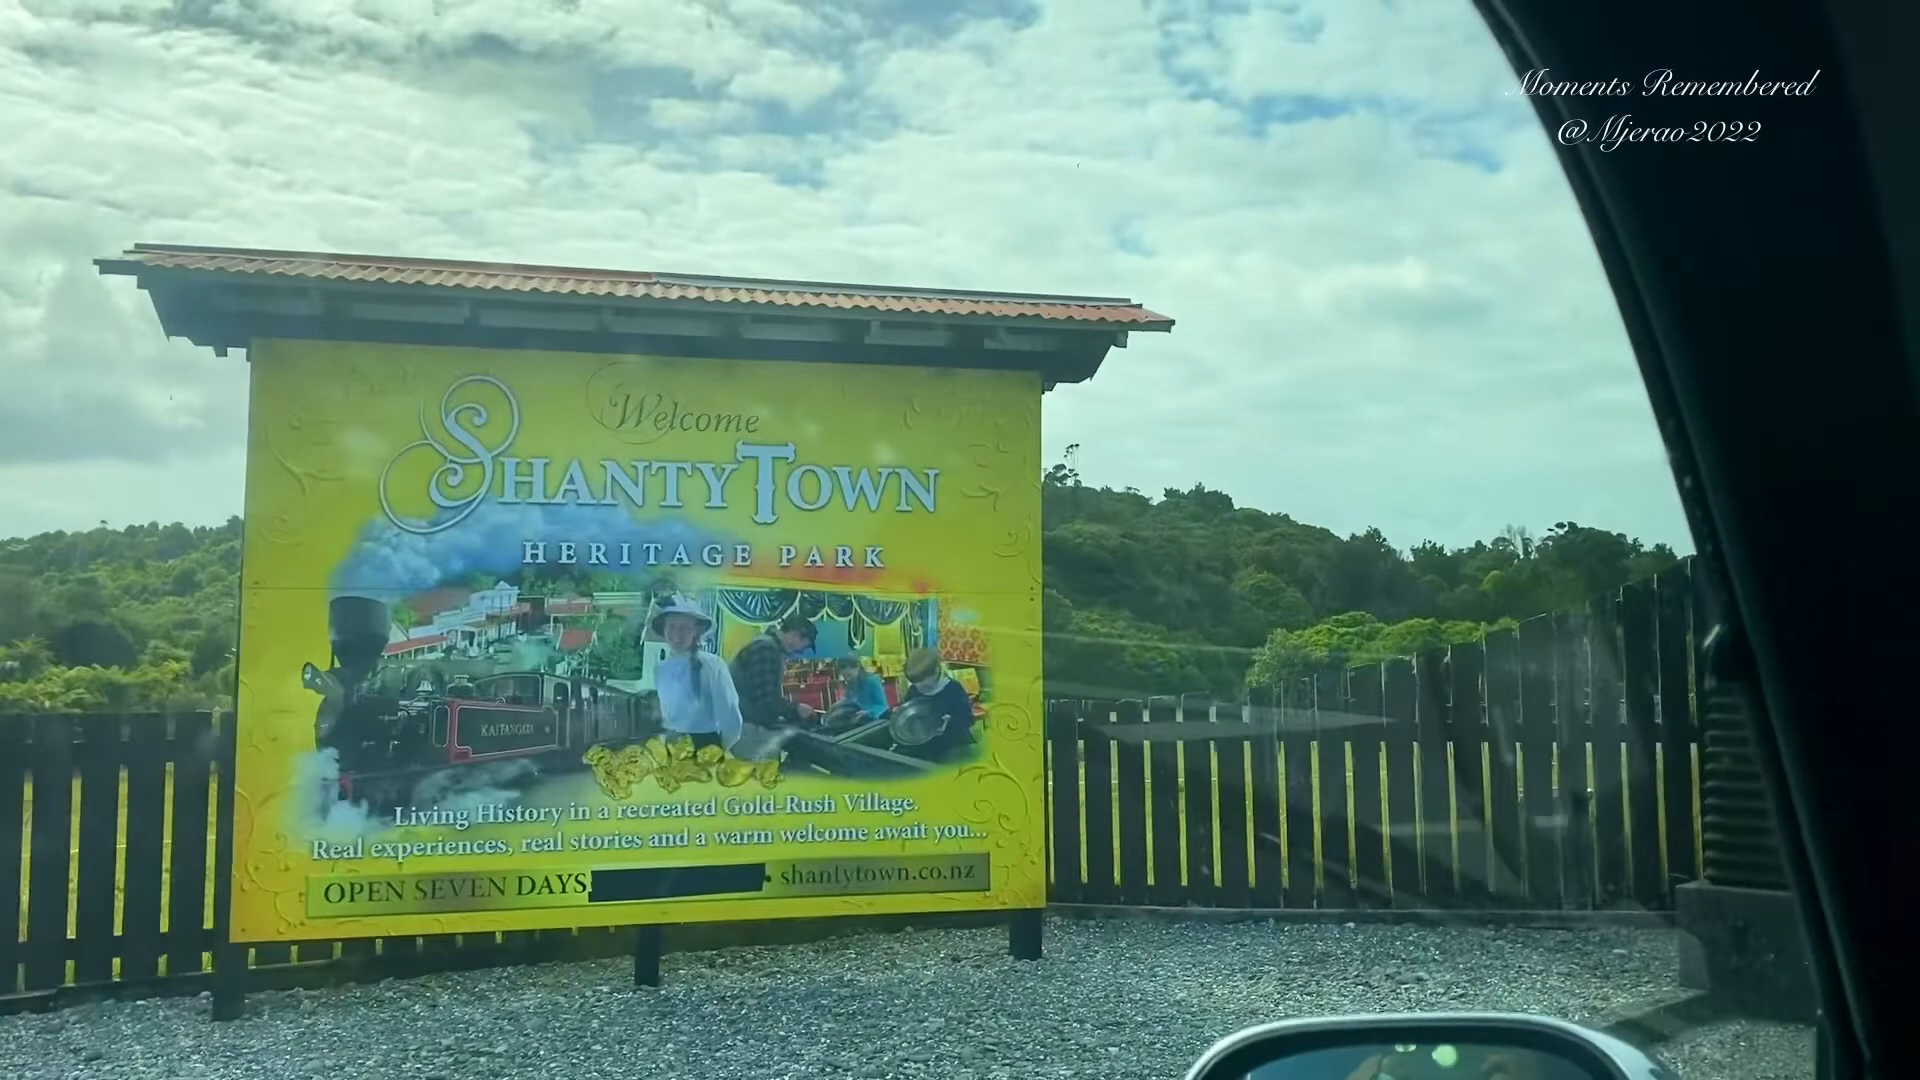 Moments Remembered
@Mjerao2022
Welcome
SHANTYTOWN
HERITAGE PARK
KAITANGATA
Living History in a recreated Gold-Rush Village.
Real experiences, real stories and a warm welcome await you...
OPEN SEVEN DAYS • shantytown.co.nz